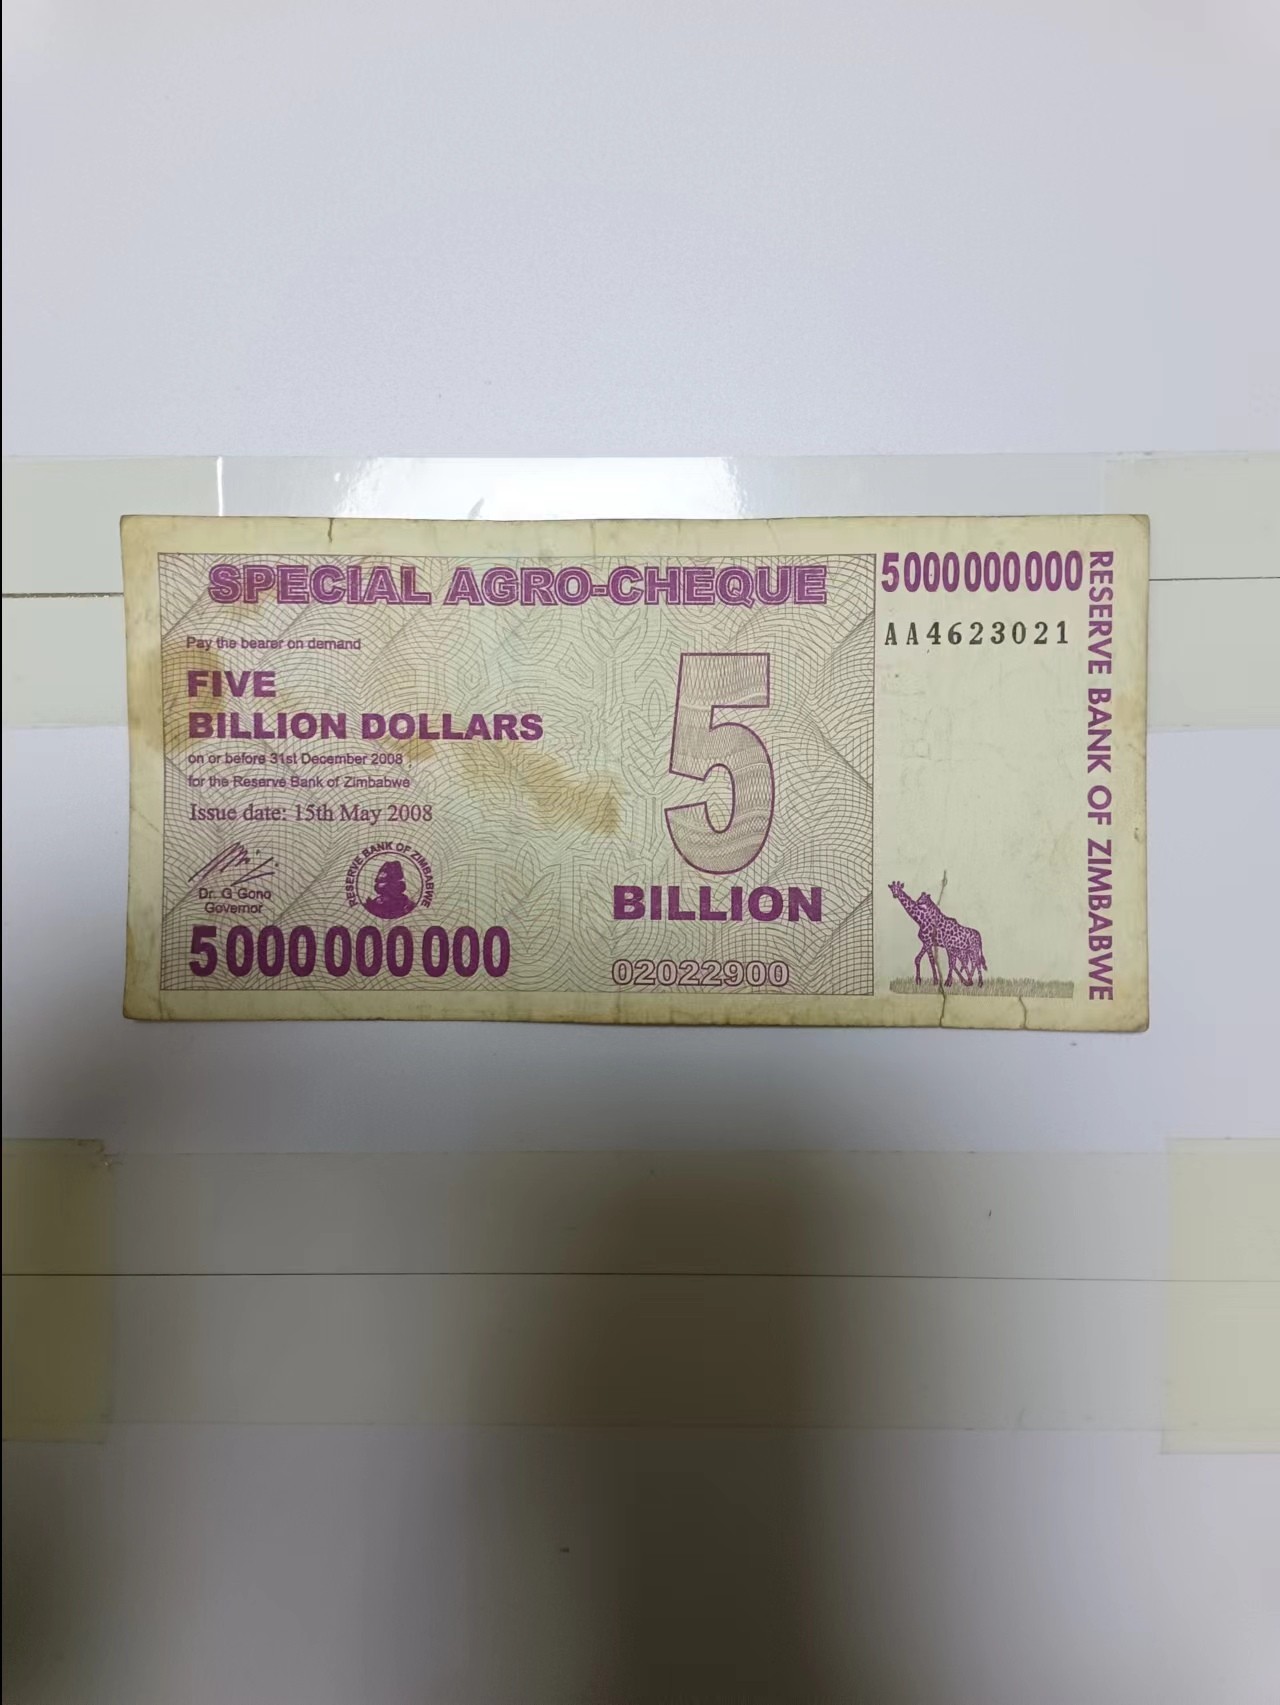 SPECIAL AGRO-CHEQUE
Pay the bearer on demand
FIVE
BILLION DOLLARS
on or before 31st December 2008
for the Reserve Bank of Zimbabwe
Issue date: 15th May 2008
Dr. G Gono
Governor
RESERVE BANK OF ZIMBABWE
5000000000
5
BILLION
02022900
5000000000
AA4623021
RESERVE BANK OF ZIMBABWE